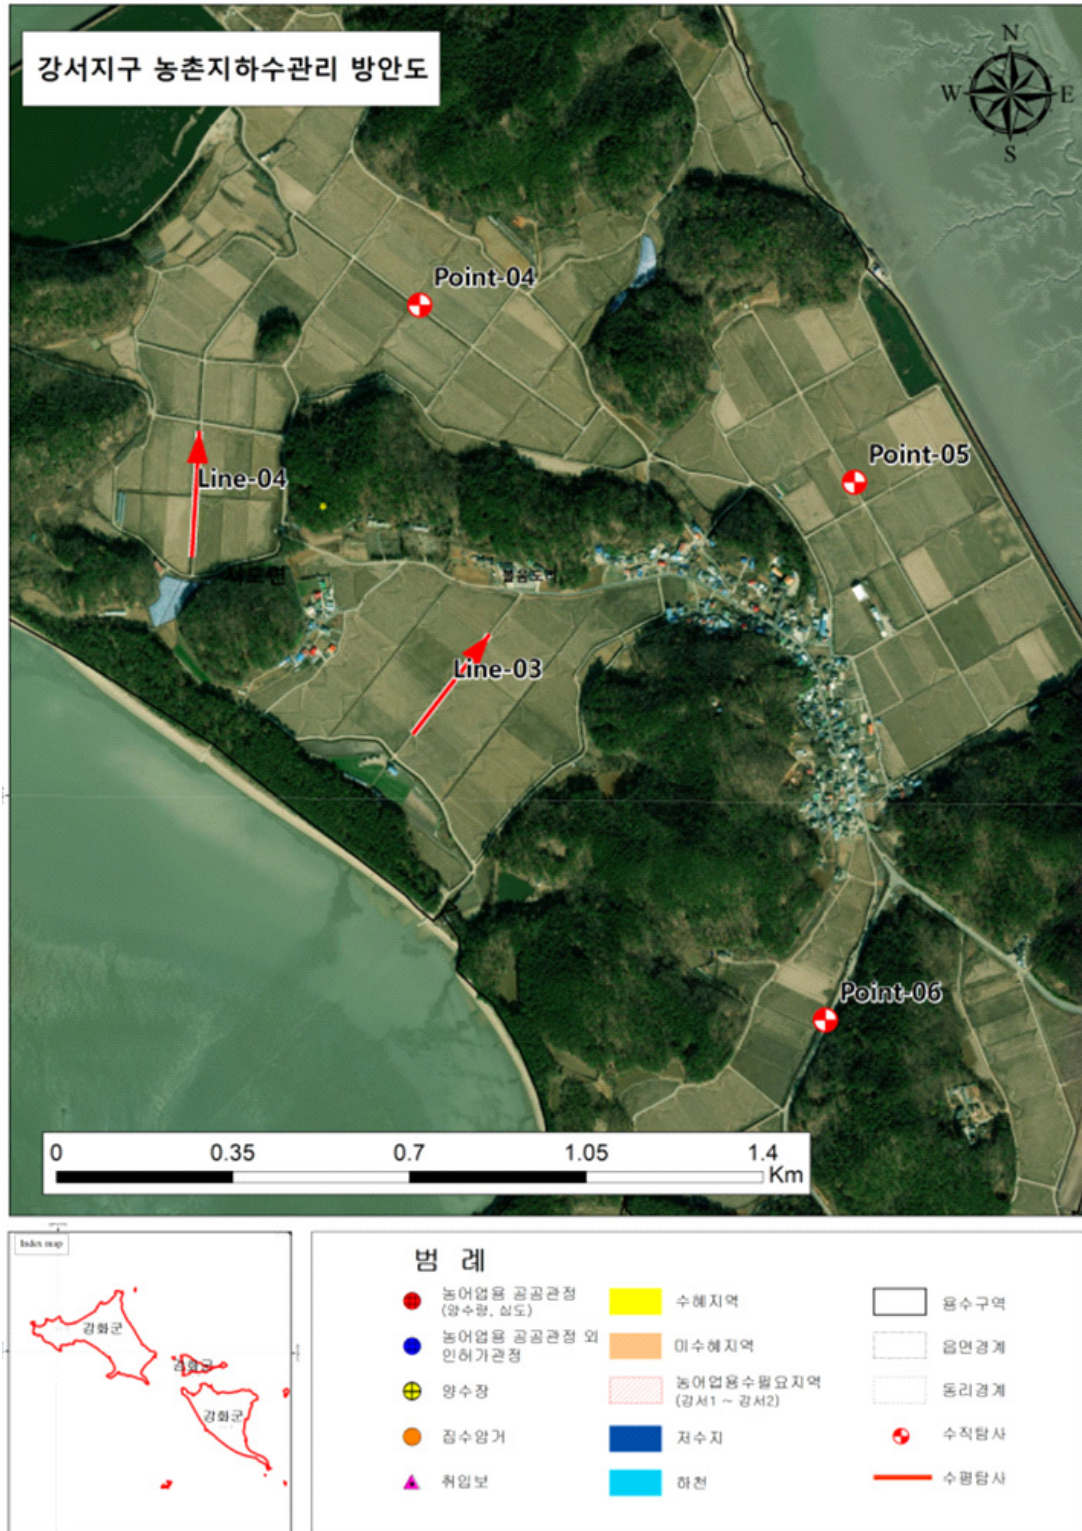 강서지구 농촌지하수관리 방안도
N
W
E
S
Point-04
Point-05
Line-04
Line-03
Point-06
0
0.35
0.7
1.05
1.4
Km
Index map
강화군
강화군
강화군
범 례
농어업용 공공관정
(양수량, 심도)
농어업용 공공관정 외
인허가관정
양수장
집수암거
취입보
수혜지역
미수혜지역
농어업용수필요지역
(강서1 ~ 강서2)
저수지
하천
용수구역
읍면경계
동리경계
수직탐사
수평탐사